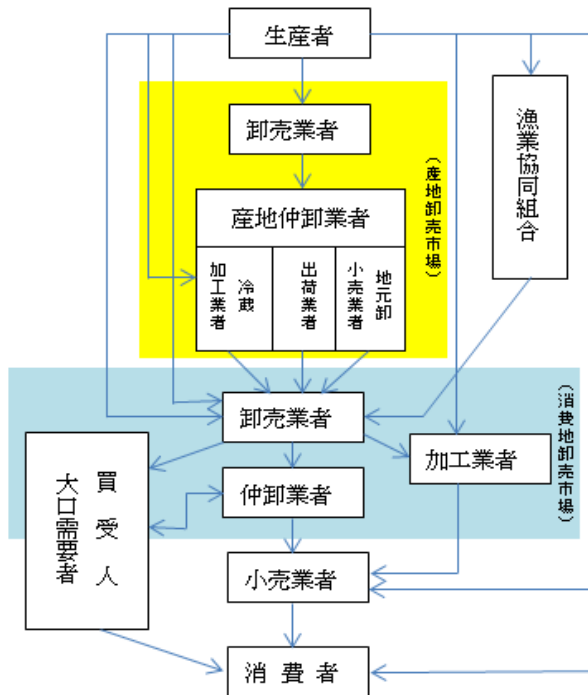 生産者
卸売業者
（産地卸売市場）
漁業協同組合
産地仲卸業者
冷蔵
加工業者
出荷業者
地元卸
小売業者
（消費地卸売市場）
卸売業者
加工業者
買受人
大口需要者
仲卸業者
小売業者
消費者